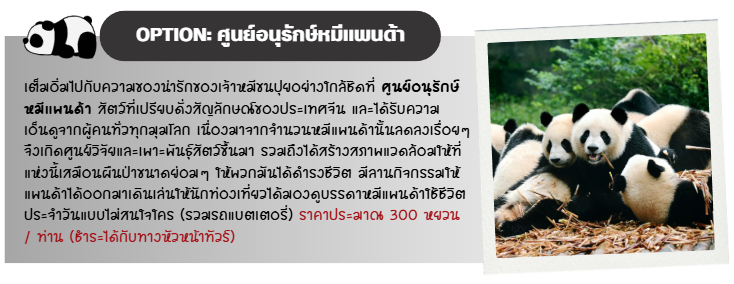 OPTION: ศูนย์อนุรักษ์หมีแพนด้า
เต็มอิ่มไปกับความของน่ารักของเจ้าหมีขนปุยอย่างใกล้ชิดที่ ศูนย์อนุรักษ์
หมีแพนด้า สัตว์ที่เปรียบดั่งสัญลักษณ์ของประเทศจีน และได้รับความ
เอ็นดูจากผู้คนทั่วทุกมุมโลก เนื่องมาจากจำนวนหมีแพนด้านั้นลดลงเรื่อยๆ
จึงเกิดศูนย์วิจัยและเพาะพันธุ์สัตว์ขึ้นมา รวมถึงได้สร้างสภาพแวดล้อมให้ที่
แห่งนี้เสมือนผืนป่าขนาดย่อมๆ ให้พวกมันได้ดำรงชีวิต มีลานกิจกรรมให้
แพนด้าได้ออกมาเดินเล่นให้นักท่องเที่ยวได้มองดูบรรดาหมีแพนด้าใช้ชีวิต
ประจำวันแบบไม่สนใจใคร (รวมรถแบตเตอรี่) ราคาประมาณ 300 หยวน
/ ท่าน (ชำระได้กับทางหัวหน้าทัวร์)